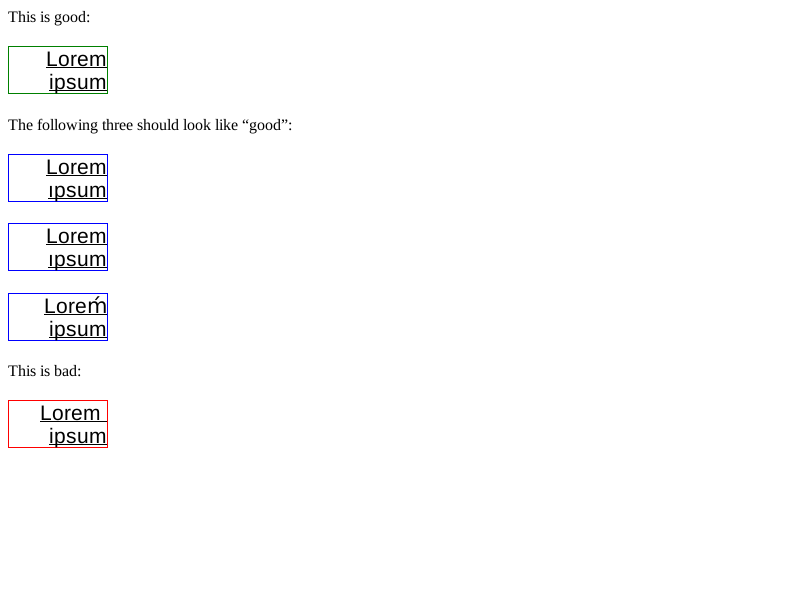 This is good:
Lorem
ipsum
The following three should look like “good”:
Lorem
ıpsum
Lorem
ıpsum
Loreḿ
ipsum
This is bad:
Lorem
ipsum